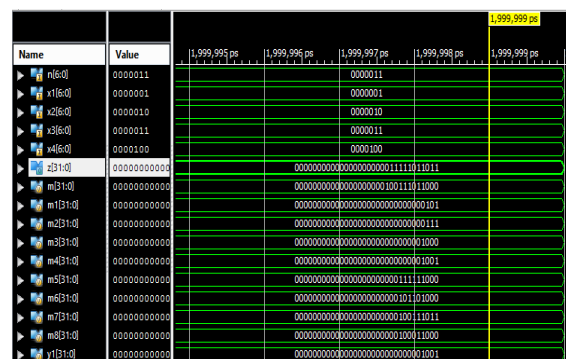 1,999,999 ps
Name Value 1,999,995 ps 1,999,996 ps 1,999,997 ps 1,999,998 ps 1,999,999 ps
n[6:0] 0000011 0000011
x1[6:0] 0000001 0000001
x2[6:0] 0000010 0000010
x3[6:0] 0000011 0000011
x4[6:0] 0000100 0000100
z[31:0] 00000000000 00000000000000000000011111011011
m[31:0] 00000000000 00000000000000000000100111011000
m1[31:0] 00000000000 00000000000000000000000000000101
m2[31:0] 00000000000 00000000000000000000000000000111
m3[31:0] 00000000000 00000000000000000000000000001000
m4[31:0] 00000000000 00000000000000000000000000001001
m5[31:0] 00000000000 00000000000000000000000111111000
m6[31:0] 00000000000 00000000000000000000000101101000
m7[31:0] 00000000000 00000000000000000000000100111011
m8[31:0] 00000000000 00000000000000000000000100011000
y1[31:0] 00000000000 00000000000000000000000000001001